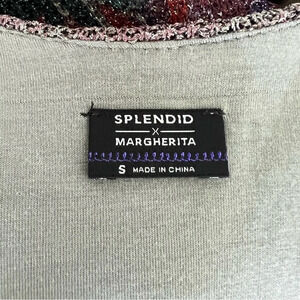 SPLENDID
X
MARGHERITA
S MADE IN CHINA